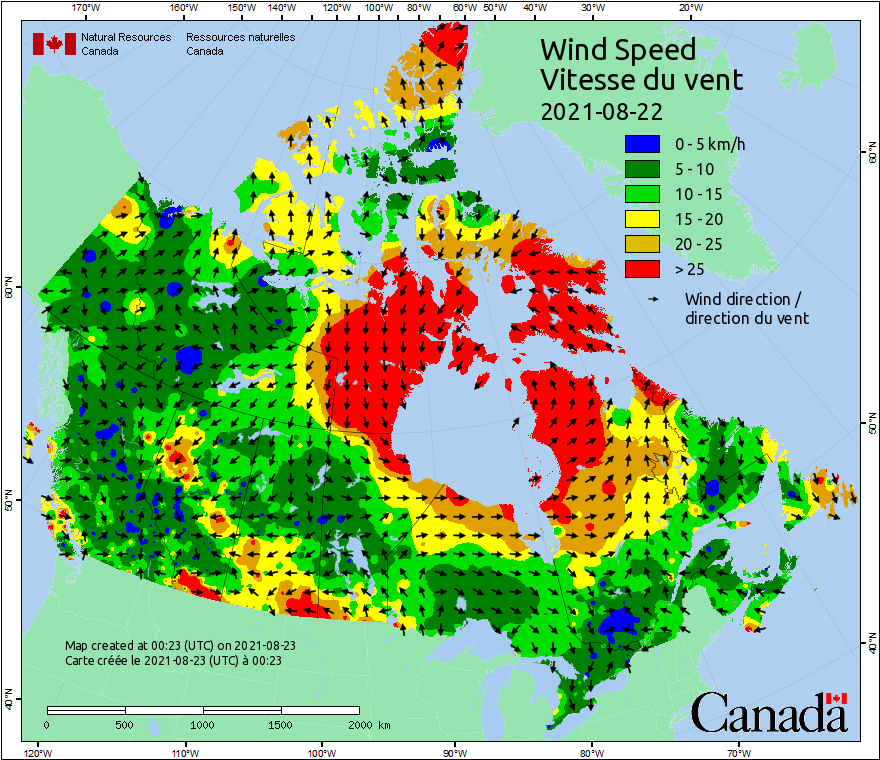 170°W 160°W 150°W 140°W 130°W 120°W 110°W 100°W 90°W 80°W 70°W 60°W 50°W 40°W 30°W 20°W
Natural Resources Canada
Ressources naturelles Canada
Wind Speed
Vitesse du vent
2021-08-22
0 - 5 km/h
5 - 10
10 - 15
15 - 20
20 - 25
> 25
Wind direction /
direction du vent
60°N
60°N
50°N
50°N
40°N
40°N
Map created at 00:23 (UTC) on 2021-08-23
Carte créée le 2021-08-23 (UTC) à 00:23
0 500 1000 1500 2000 km
Canada
120°W 110°W 100°W 90°W 80°W 70°W